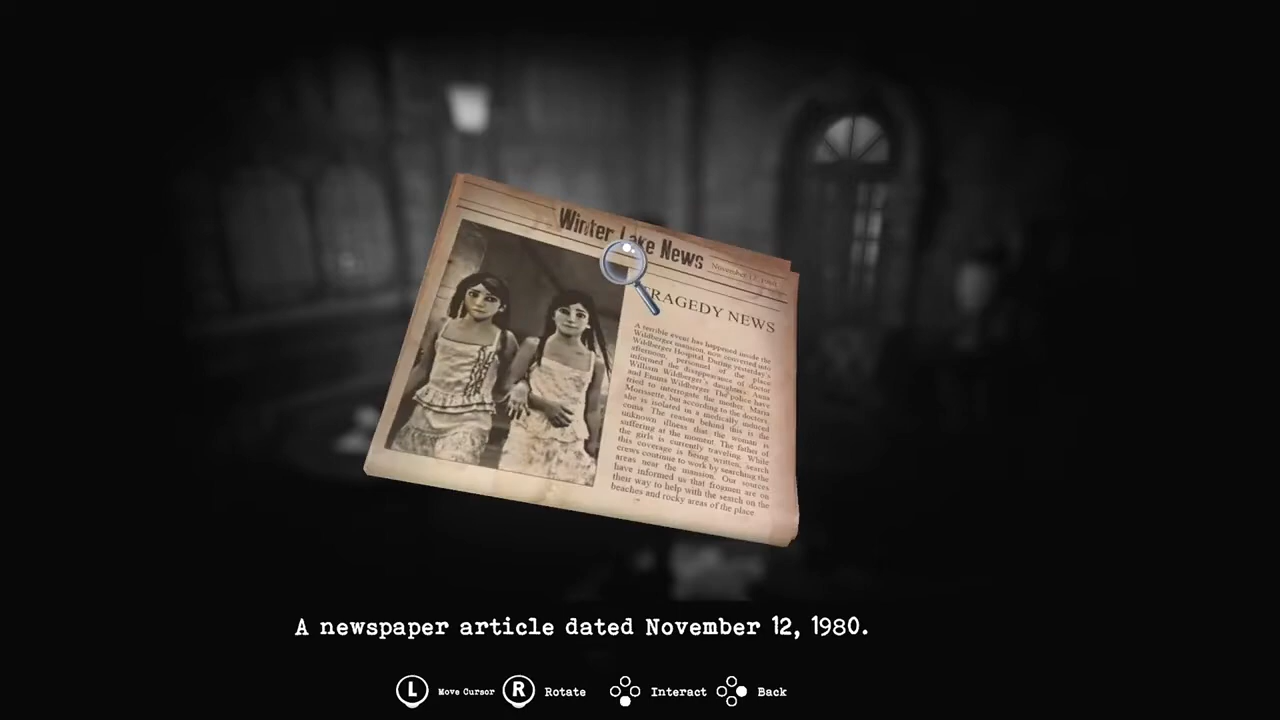 Winter Lake News
November 12, 1980
TRAGEDY NEWS
A terrible event has happened inside the
Wildberger mansion, now converted into
Wildberger Hospital. During yesterday's
afternoon, personnel of the place
informed the disappearance of doctor
William Wildberger's daughters: Anna
and Emma Wildberger The police have
tried to interrogate the mother, Maria
Morissette, but according to the doctors,
she is isolated in a medically induced
coma. The reason behind this is the
unknown illness that the woman is
suffering at the moment The father of
the girls is currently traveling. While
this coverage is being written, search
crews continue to work by searching the
areas near the mansion. Our sources
have informed us that frogmen are on
their way to help with the search on the
beaches and rocky areas of the place
A newspaper article dated November 12, 1980.
L Move Cursor R Rotate Interact Back